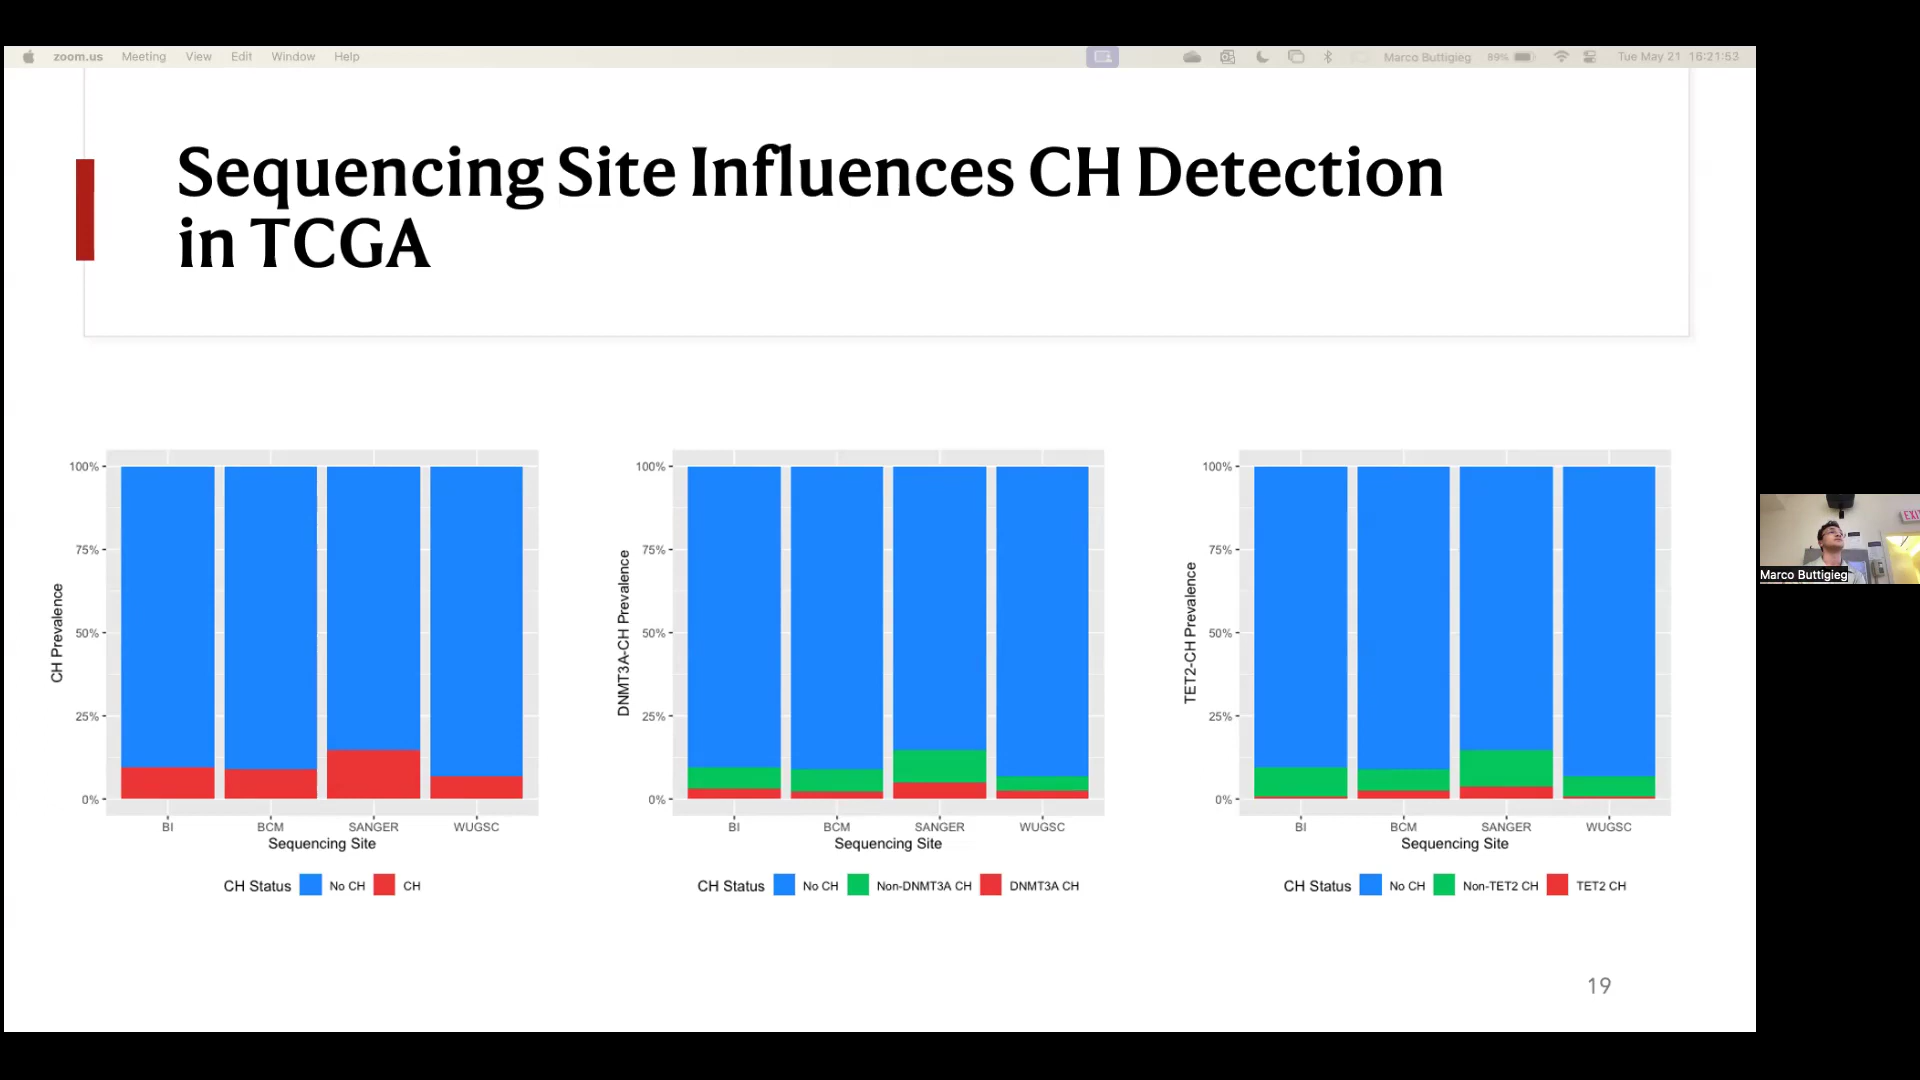 zoom.us Meeting View Edit Window Help Marco Buttigieg 89% Tue May 21 16:21:53
Sequencing Site Influences CH Detection
in TCGA
CH Prevalence
100%
75%
50%
25%
0%
BI BCM SANGER WUGSC
Sequencing Site
CH Status No CH CH
DNMT3A-CH Prevalence
100%
75%
50%
25%
0%
BI BCM SANGER WUGSC
Sequencing Site
CH Status No CH Non-DNMT3A CH DNMT3A CH
TET2-CH Prevalence
100%
75%
50%
25%
0%
BI BCM SANGER WUGSC
Sequencing Site
CH Status No CH Non-TET2 CH TET2 CH
19
EXI
Marco Buttigieg